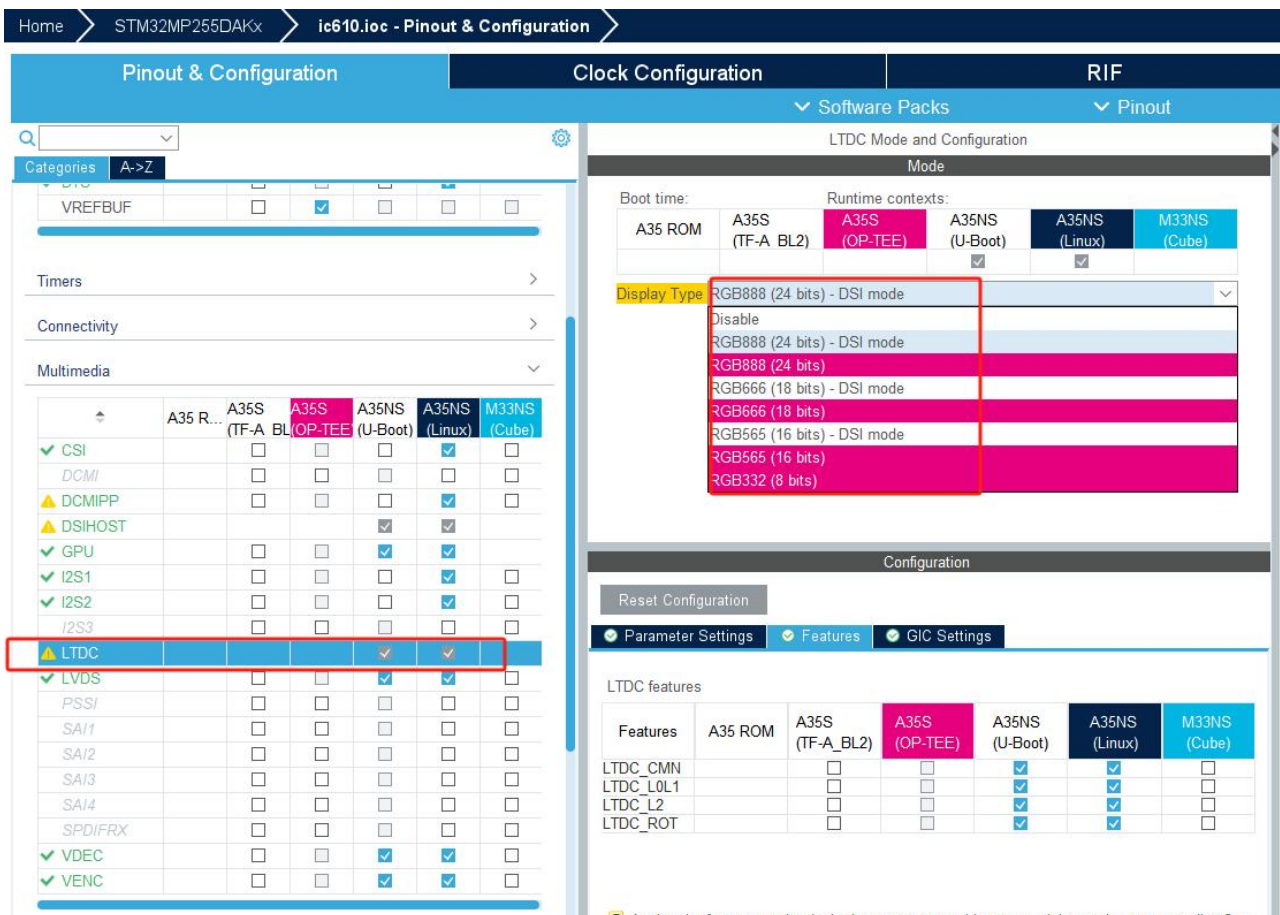 Home STM32MP255DAKx ic610.ioc - Pinout & Configuration
Pinout & Configuration Clock Configuration RIF
Software Packs Pinout
Categories A->Z
VREFBUF
Timers
Connectivity
Multimedia
A35 R... A35S (TF-A BL A35S (OP-TEE) A35NS (U-Boot) A35NS (Linux) M33NS (Cube)
CSI
DCMI
DCMIPP
DSIHOST
GPU
I2S1
I2S2
I2S3
LTDC
LVDS
PSSI
SAI1
SAI2
SAI3
SAI4
SPDIFRX
VDEC
VENC
LTDC Mode and Configuration
Mode
Boot time: Runtime contexts:
A35 ROM A35S (TF-A BL2) A35S (OP-TEE) A35NS (U-Boot) A35NS (Linux) M33NS (Cube)
Display Type RGB888 (24 bits) - DSI mode
Disable
RGB888 (24 bits) - DSI mode
RGB888 (24 bits)
RGB666 (18 bits) - DSI mode
RGB666 (18 bits)
RGB565 (16 bits) - DSI mode
RGB565 (16 bits)
RGB332 (8 bits)
Configuration
Reset Configuration
Parameter Settings Features GIC Settings
LTDC features
Features A35 ROM A35S (TF-A_BL2) A35S (OP-TEE) A35NS (U-Boot) A35NS (Linux) M33NS (Cube)
LTDC_CMN
LTDC_L0L1
LTDC_L2
LTDC_ROT